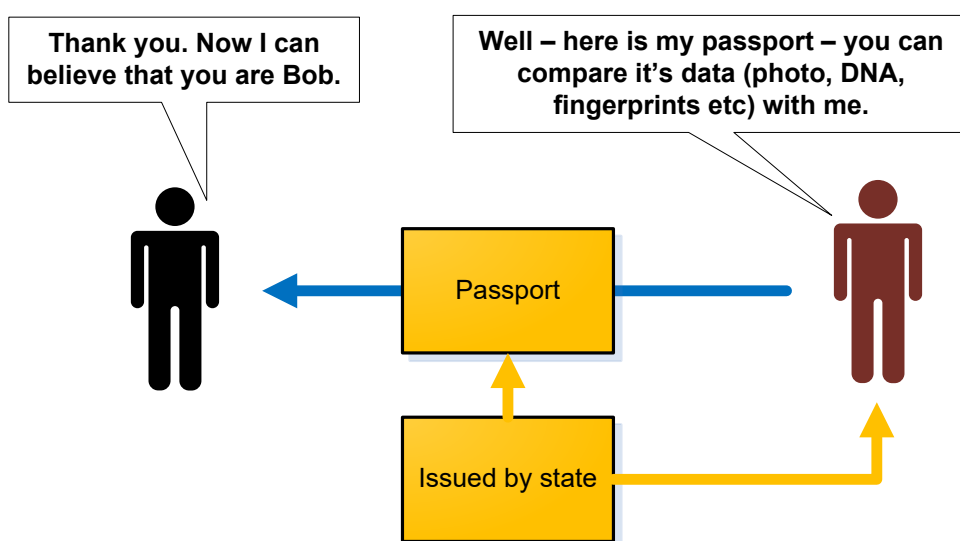 Thank you. Now I can
believe that you are Bob.
Well – here is my passport – you can
compare it's data (photo, DNA,
fingerprints etc) with me.
Passport
Issued by state